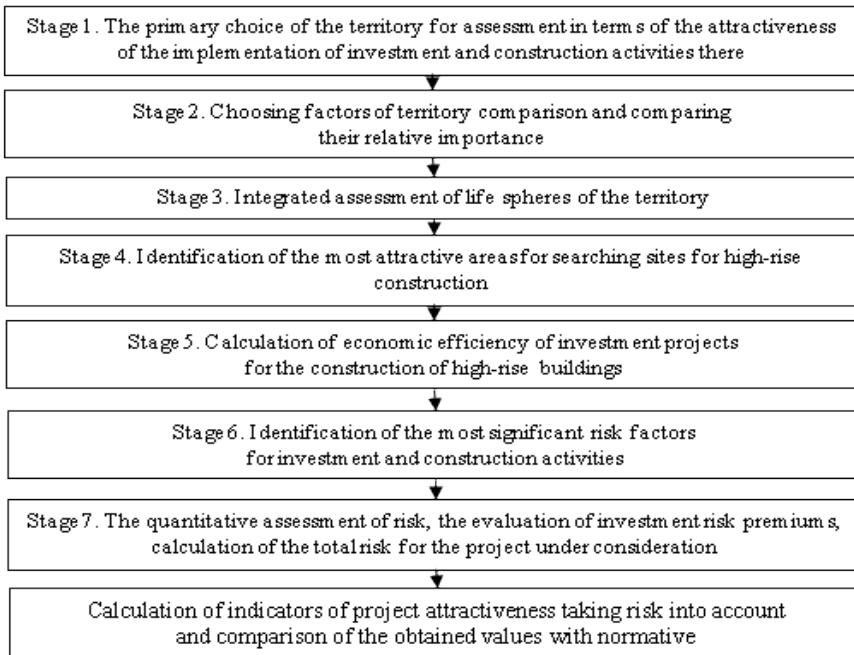 Stage 1. The primary choice of the territory for assessment in terms of the attractiveness
of the implementation of investment and construction activities there
Stage 2. Choosing factors of territory comparison and comparing
their relative importance
Stage 3. Integrated assessment of life spheres of the territory
Stage 4. Identification of the most attractive areas for searching sites for high-rise
construction
Stage 5. Calculation of economic efficiency of investment projects
for the construction of high-rise buildings
Stage 6. Identification of the most significant risk factors
for investment and construction activities
Stage 7. The quantitative assessment of risk, the evaluation of investment risk premiums,
calculation of the total risk for the project under consideration
Calculation of indicators of project attractiveness taking risk into account
and comparison of the obtained values with normative